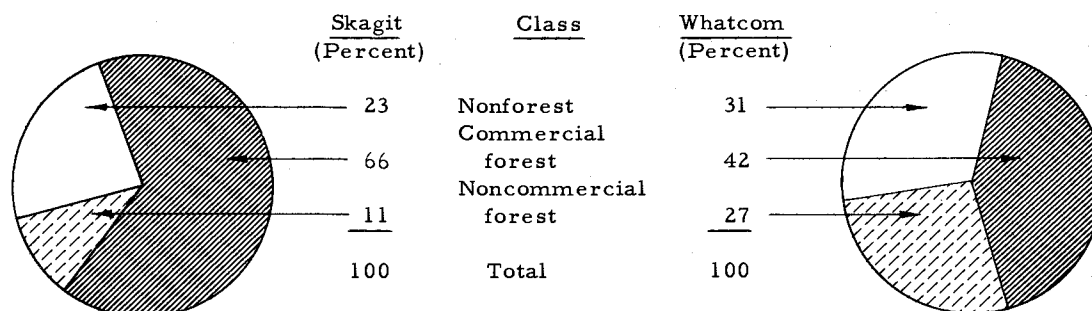 Skagit Class Whatcom
(Percent) (Percent)
23 Nonforest 31
Commercial
66 forest 42
Noncommercial
11 forest 27
100 Total 100